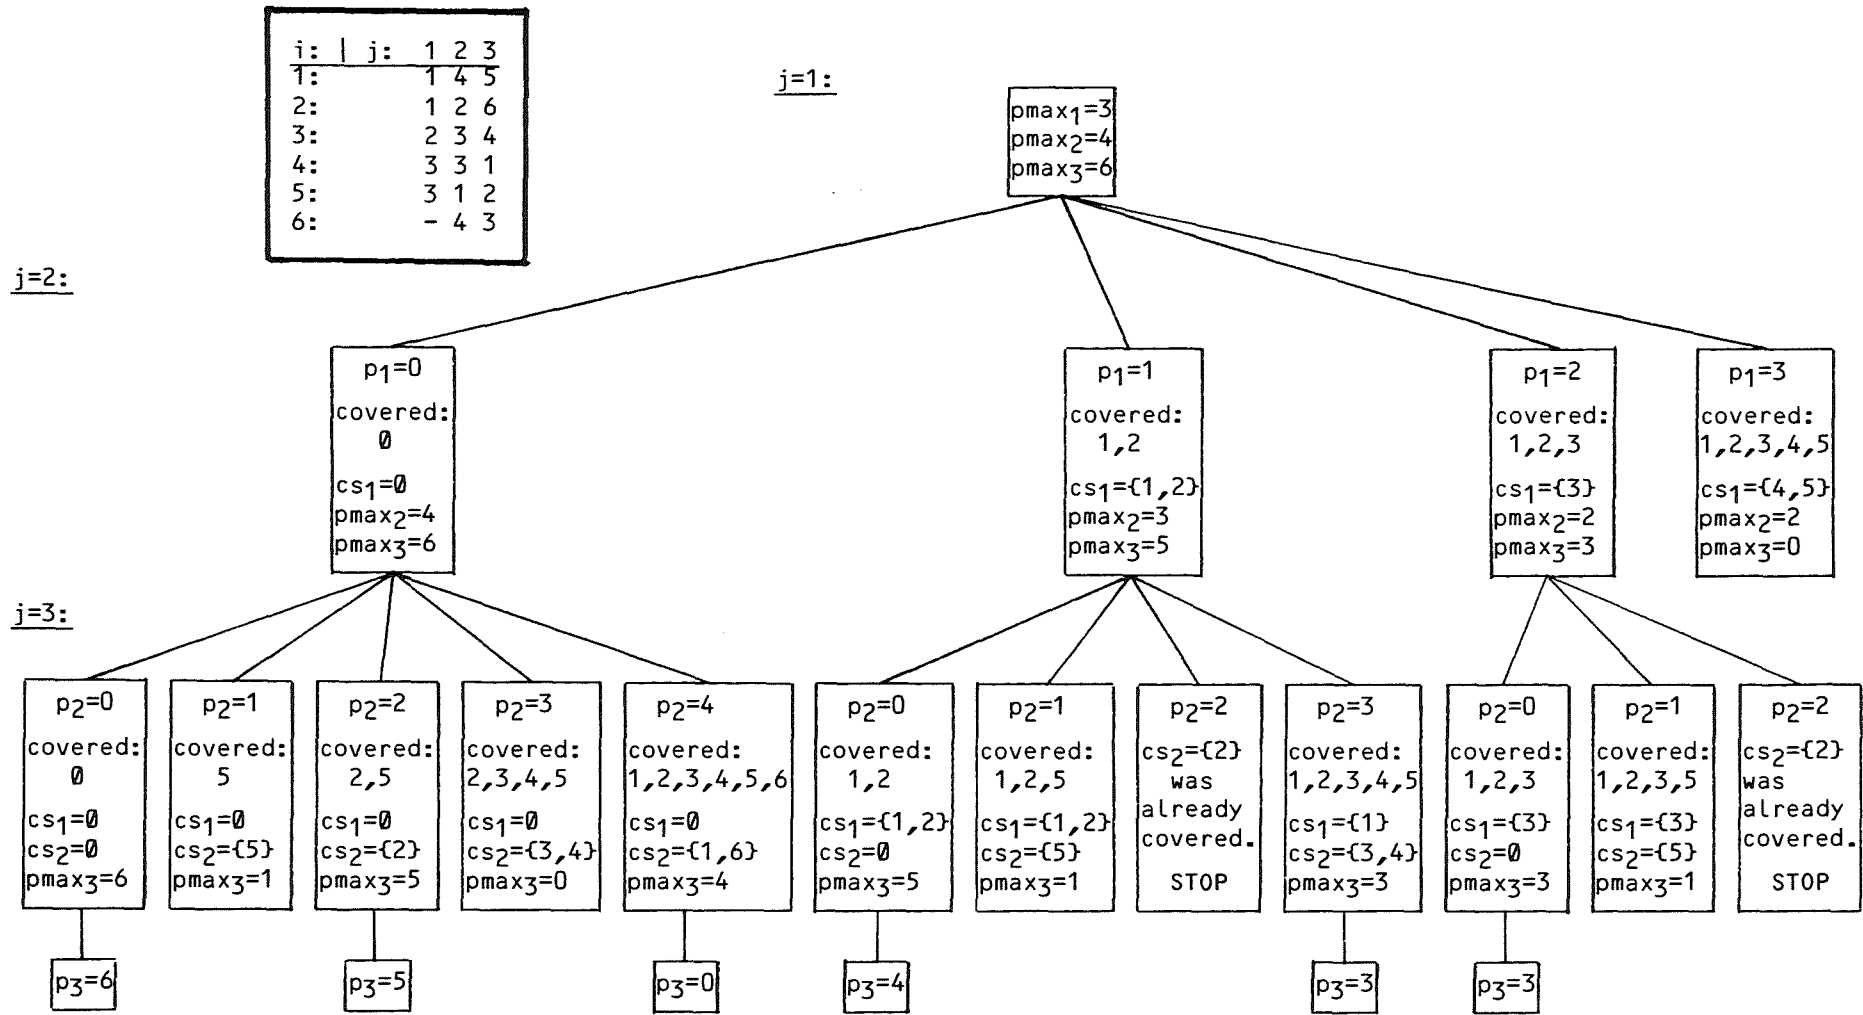 i: | j: 1 2 3
1: 1 4 5
2: 1 2 6
3: 2 3 4
4: 3 3 1
5: 3 1 2
6: - 4 3
j=1:
pmax1=3
pmax2=4
pmax3=6
j=2:
p1=0
covered:
0
cs1=0
pmax2=4
pmax3=6
p1=1
covered:
1,2
cs1={1,2}
pmax2=3
pmax3=5
p1=2
covered:
1,2,3
cs1={3}
pmax2=2
pmax3=3
p1=3
covered:
1,2,3,4,5
cs1={4,5}
pmax2=2
pmax3=0
j=3:
p2=0
covered:
0
cs1=0
cs2=0
pmax3=6
p2=1
covered:
5
cs1=0
cs2={5}
pmax3=1
p2=2
covered:
2,5
cs1=0
cs2={2}
pmax3=5
p2=3
covered:
2,3,4,5
cs1=0
cs2={3,4}
pmax3=0
p2=4
covered:
1,2,3,4,5,6
cs1=0
cs2={1,6}
pmax3=4
p2=0
covered:
1,2
cs1={1,2}
cs2=0
pmax3=5
p2=1
covered:
1,2,5
cs1={1,2}
cs2={5}
pmax3=1
p2=2
cs2={2}
was
already
covered.
STOP
p2=3
covered:
1,2,3,4,5
cs1={1}
cs2={3,4}
pmax3=3
p2=0
covered:
1,2,3
cs1={3}
cs2=0
pmax3=3
p2=1
covered:
1,2,3,5
cs1={3}
cs2={5}
pmax3=1
p2=2
cs2={2}
was
already
covered.
STOP
p3=6
p3=5
p3=0
p3=4
p3=3
p3=3